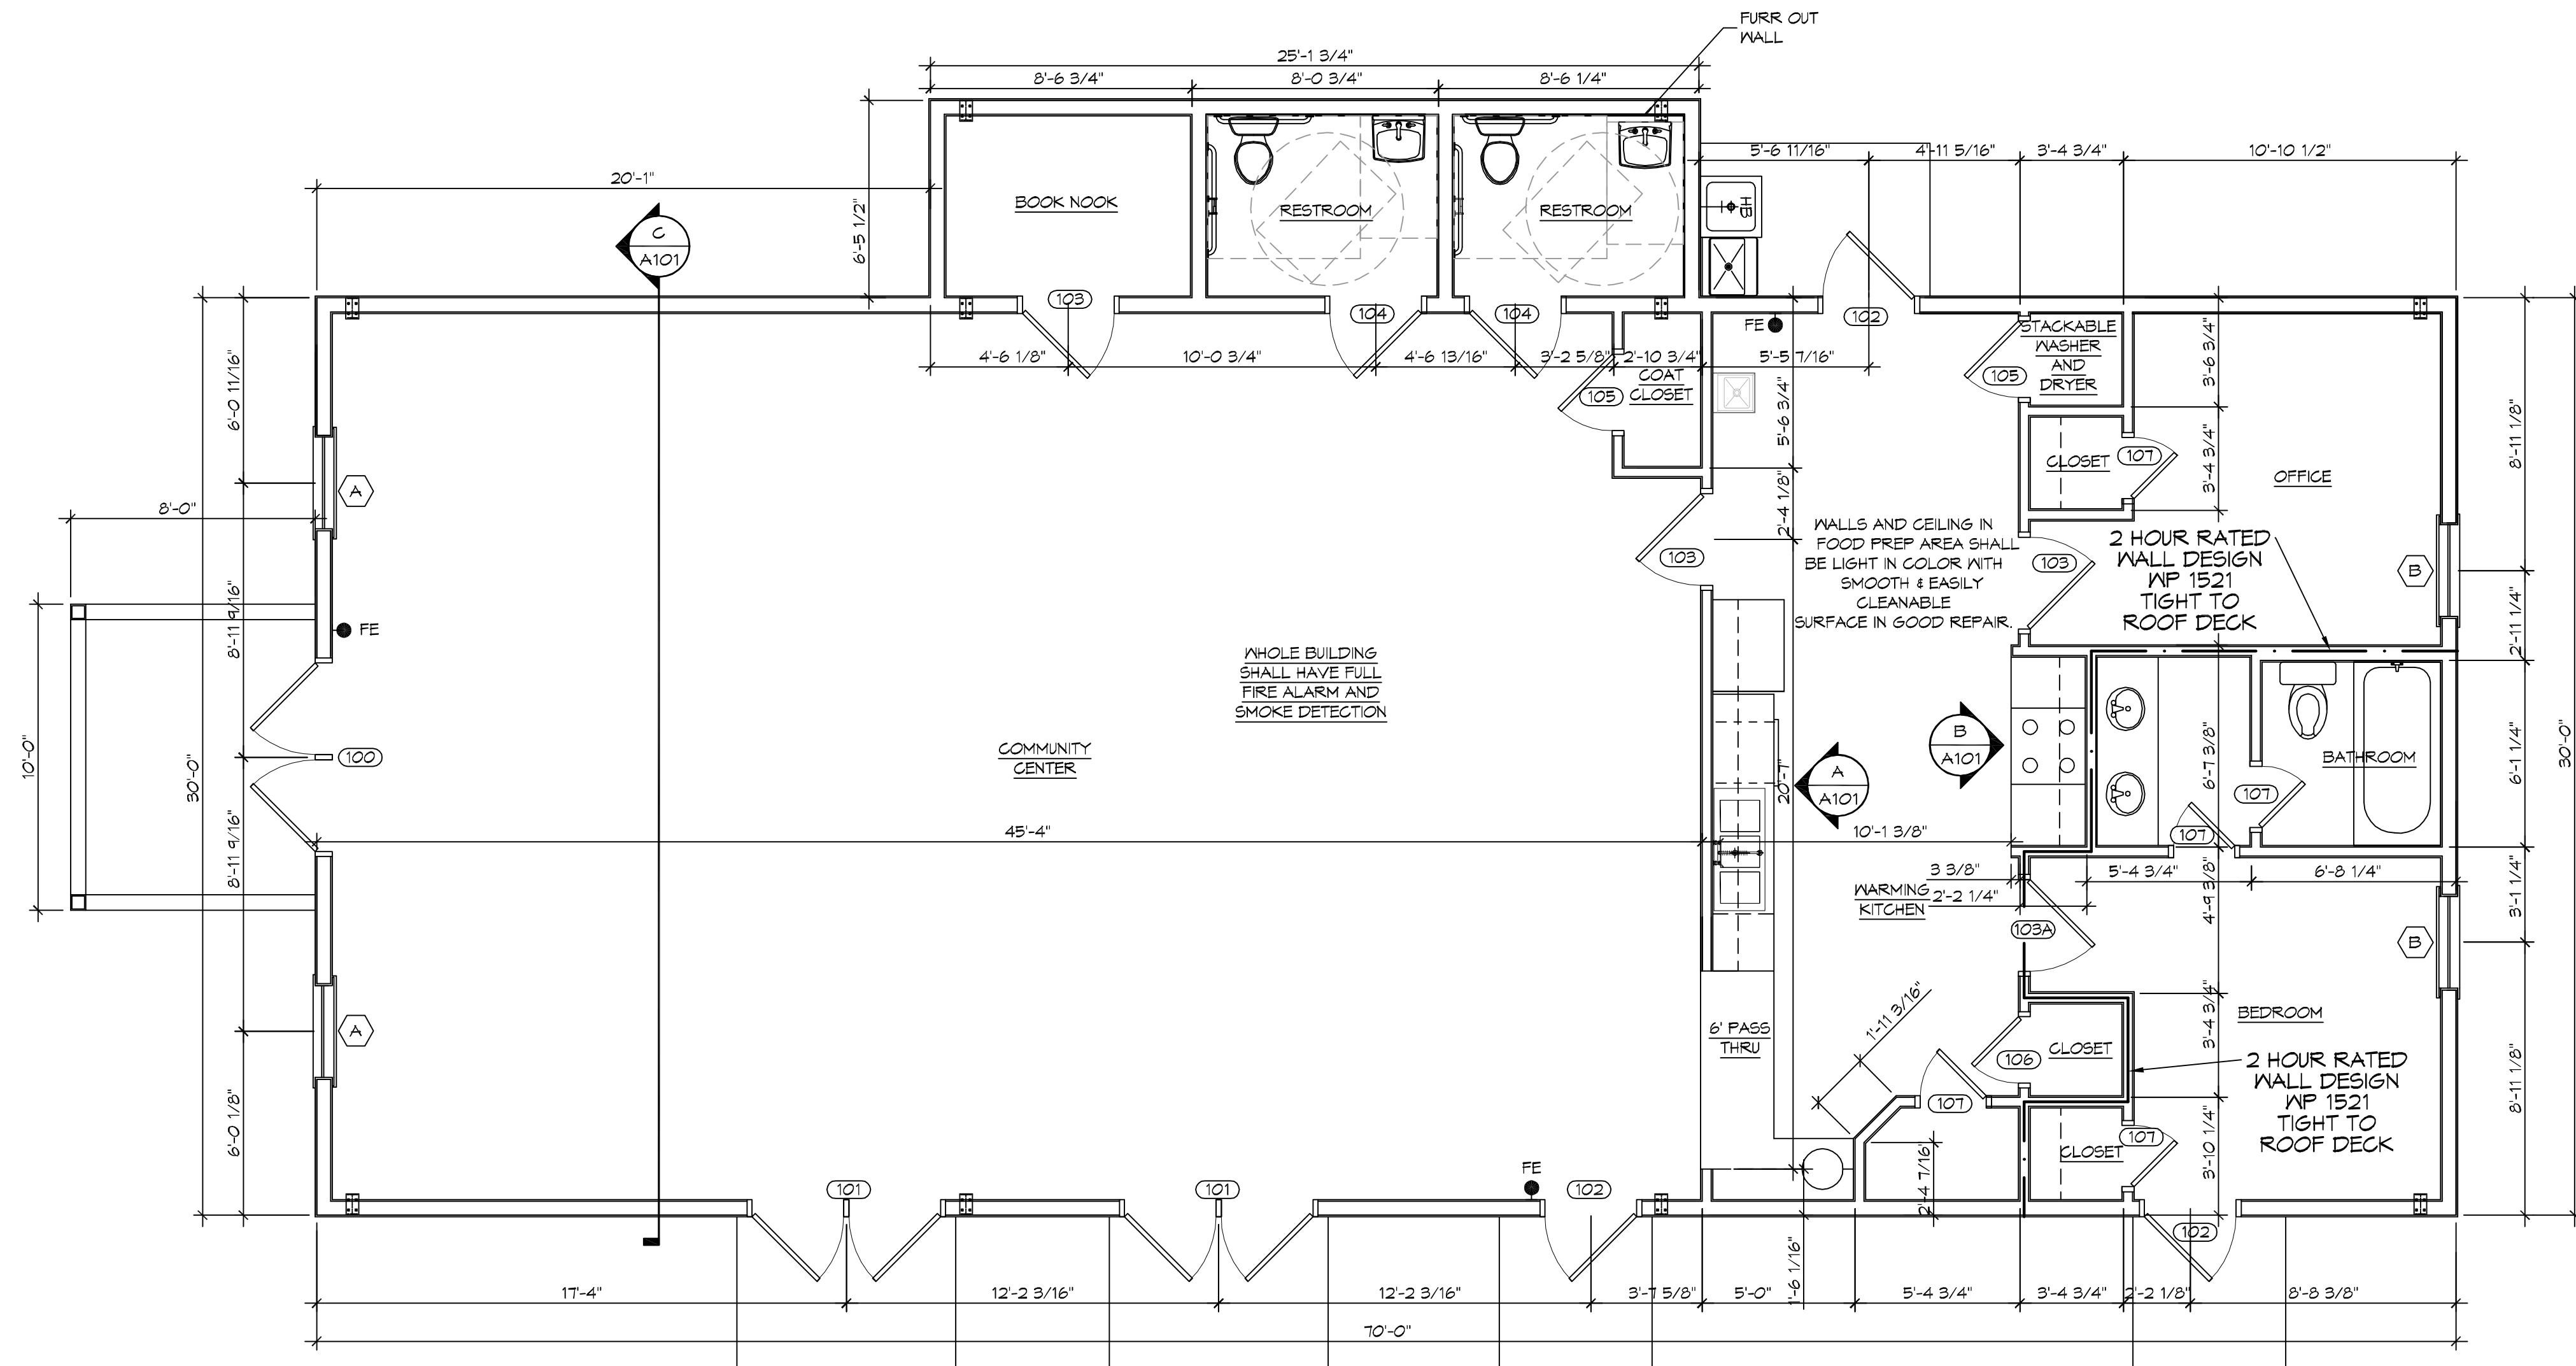 FURR OUT
WALL
25'-1 3/4"
8'-6 3/4"
8'-0 3/4"
8'-6 1/4"
5'-6 11/16"
4'-11 5/16"
3'-4 3/4"
10'-10 1/2"
20'-1"
6'-5 1/2"
BOOK NOOK
RESTROOM
RESTROOM
HB
C
A101
103
104
104
102
FE
4'-6 1/8"
10'-0 3/4"
4'-6 13/16"
3'-2 5/8"
2'-10 3/4"
5'-5 7/16"
COAT
CLOSET
105
STACKABLE
WASHER
AND
DRYER
105
3'-6 3/4"
6'-0 11/16"
5'-6 3/4"
8'-11 1/8"
CLOSET
107
3'-4 3/4"
OFFICE
A
8'-0"
2'-4 1/8"
103
WALLS AND CEILING IN
FOOD PREP AREA SHALL
BE LIGHT IN COLOR WITH
SMOOTH & EASILY
CLEANABLE
SURFACE IN GOOD REPAIR.
103
2 HOUR RATED
WALL DESIGN
WP 1521
TIGHT TO
ROOF DECK
B
2'-11 1/4"
8'-11 9/16"
FE
WHOLE BUILDING
SHALL HAVE FULL
FIRE ALARM AND
SMOKE DETECTION
COMMUNITY
CENTER
10'-0"
30'-0"
100
A
A101
20'-7"
B
A101
6'-7 3/8"
BATHROOM
107
107
6'-1 1/4"
30'-0"
45'-4"
10'-1 3/8"
8'-11 9/16"
3 3/8"
2'-2 1/4"
5'-4 3/4"
6'-8 1/4"
WARMING
KITCHEN
4'-9 3/8"
3'-1 1/4"
103A
B
A
6' PASS
THRU
1'-11 3/16"
BEDROOM
3'-4 3/4"
CLOSET
106
2 HOUR RATED
WALL DESIGN
WP 1521
TIGHT TO
ROOF DECK
8'-11 1/8"
6'-0 1/8"
107
107
CLOSET
3'-10 1/4"
2'-4 7/16"
101
101
FE
102
102
1'-6 1/16"
17'-4"
12'-2 3/16"
12'-2 3/16"
3'-7 5/8"
5'-0"
5'-4 3/4"
3'-4 3/4"
2'-2 1/8"
8'-8 3/8"
70'-0"